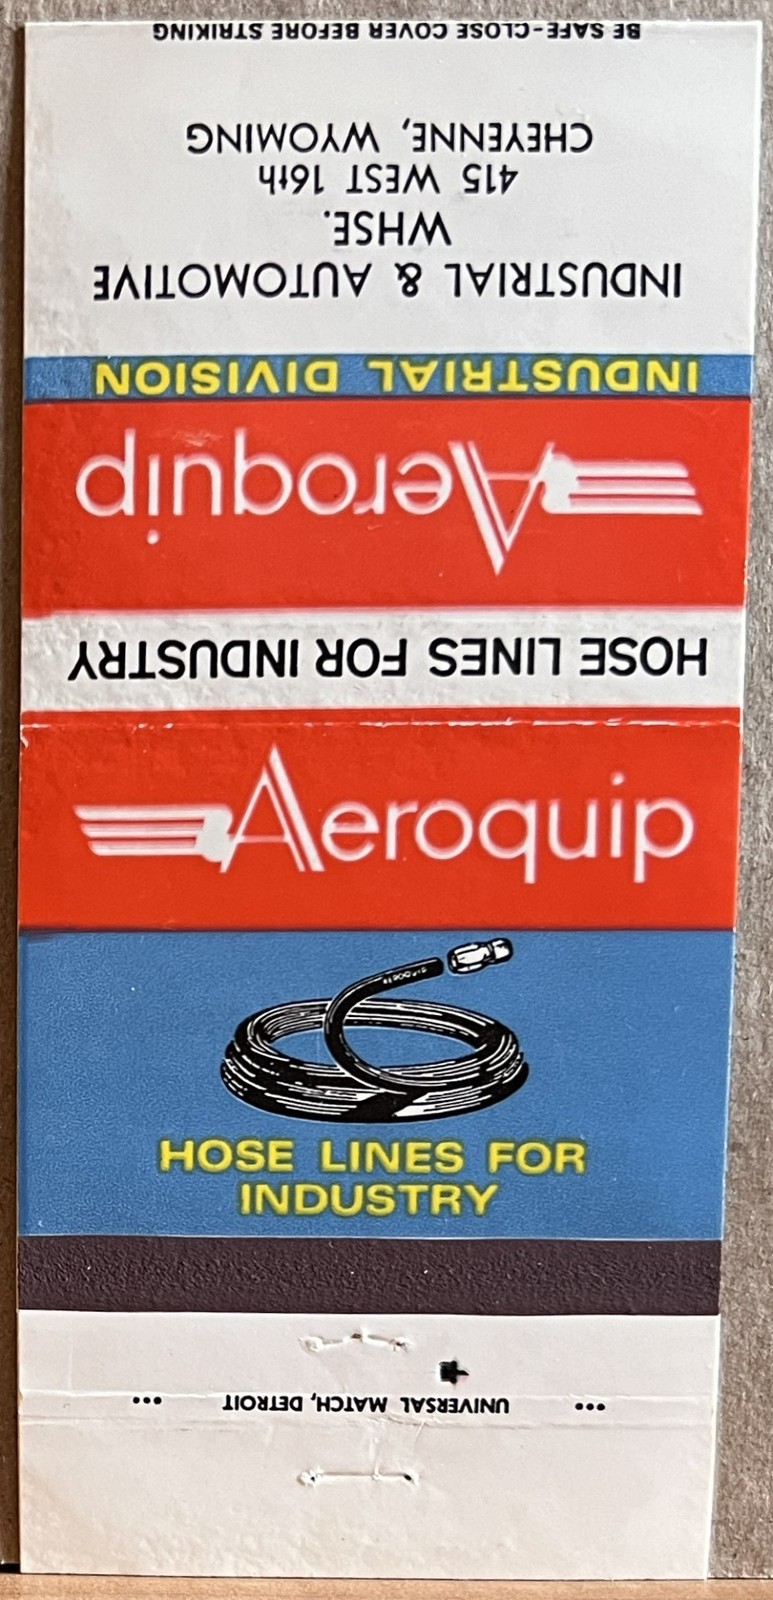 BE SAFE-CLOSE COVER BEFORE STRIKING
INDUSTRIAL & AUTOMOTIVE
WHSE.
415 WEST 16th
CHEYENNE, WYOMING
INDUSTRIAL DIVISION
Aeroquip
HOSE LINES FOR INDUSTRY
Aeroquip
HOSE LINES FOR
INDUSTRY
••• UNIVERSAL MATCH, DETROIT •••